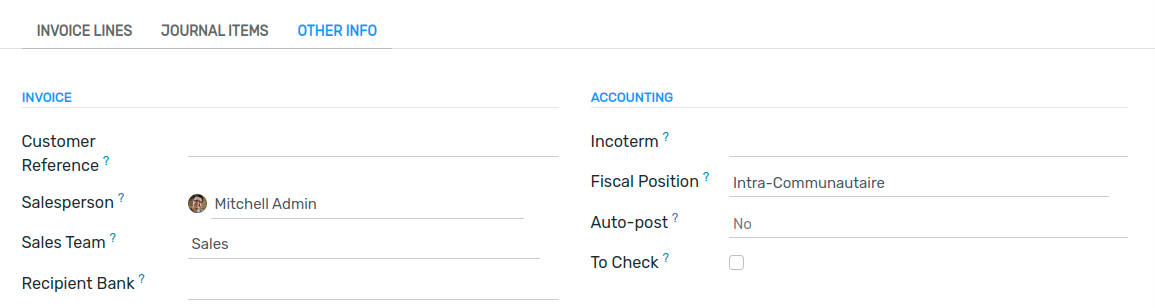 INVOICE LINES JOURNAL ITEMS OTHER INFO
INVOICE
Customer
Reference ?
Salesperson ? Mitchell Admin
Sales Team ? Sales
Recipient Bank ?
ACCOUNTING
Incoterm ?
Fiscal Position ? Intra-Communautaire
Auto-post ? No
To Check ?